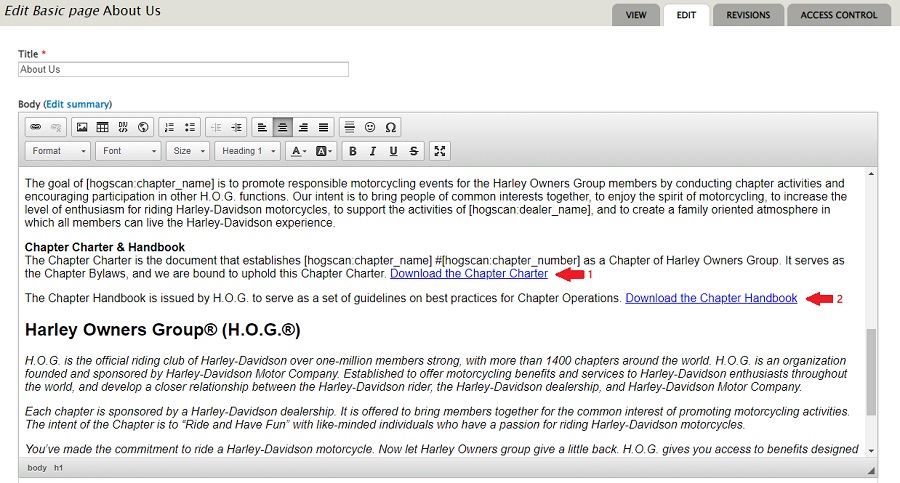 Edit Basic page About Us
VIEW
EDIT
REVISIONS
ACCESS CONTROL
Title *
About Us
Body (Edit summary)
DIV
Format
Font
Size
Heading 1
A
A
B
I
U
S
The goal of [hogscan:chapter_name] is to promote responsible motorcycling events for the Harley Owners Group members by conducting chapter activities and
encouraging participation in other H.O.G. functions. Our intent is to bring people of common interests together, to enjoy the spirit of motorcycling, to increase the
level of enthusiasm for riding Harley-Davidson motorcycles, to support the activities of [hogscan:dealer_name], and to create a family oriented atmosphere in
which all members can live the Harley-Davidson experience.
Chapter Charter & Handbook
The Chapter Charter is the document that establishes [hogscan:chapter_name] #[hogscan:chapter_number] as a Chapter of Harley Owners Group. It serves as
the Chapter Bylaws, and we are bound to uphold this Chapter Charter. Download the Chapter Charter 1
The Chapter Handbook is issued by H.O.G. to serve as a set of guidelines on best practices for Chapter Operations. Download the Chapter Handbook 2
Harley Owners Group® (H.O.G.®)
H.O.G. is the official riding club of Harley-Davidson over one-million members strong, with more than 1400 chapters around the world. H.O.G. is an organization
founded and sponsored by Harley-Davidson Motor Company. Established to offer motorcycling benefits and services to Harley-Davidson enthusiasts throughout
the world, and develop a closer relationship between the Harley-Davidson rider, the Harley-Davidson dealership, and Harley-Davidson Motor Company.
Each chapter is sponsored by a Harley-Davidson dealership. It is offered to bring members together for the common interest of promoting motorcycling activities.
The intent of the Chapter is to “Ride and Have Fun” with like-minded individuals who have a passion for riding Harley-Davidson motorcycles.
You’ve made the commitment to ride a Harley-Davidson motorcycle. Now let Harley Owners group give a little back. H.O.G. gives you access to benefits designed
body h1